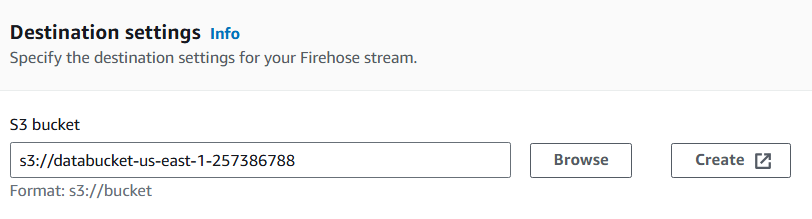 Destination settings Info
Specify the destination settings for your Firehose stream.
S3 bucket
s3://databucket-us-east-1-257386788 Browse Create
Format: s3://bucket